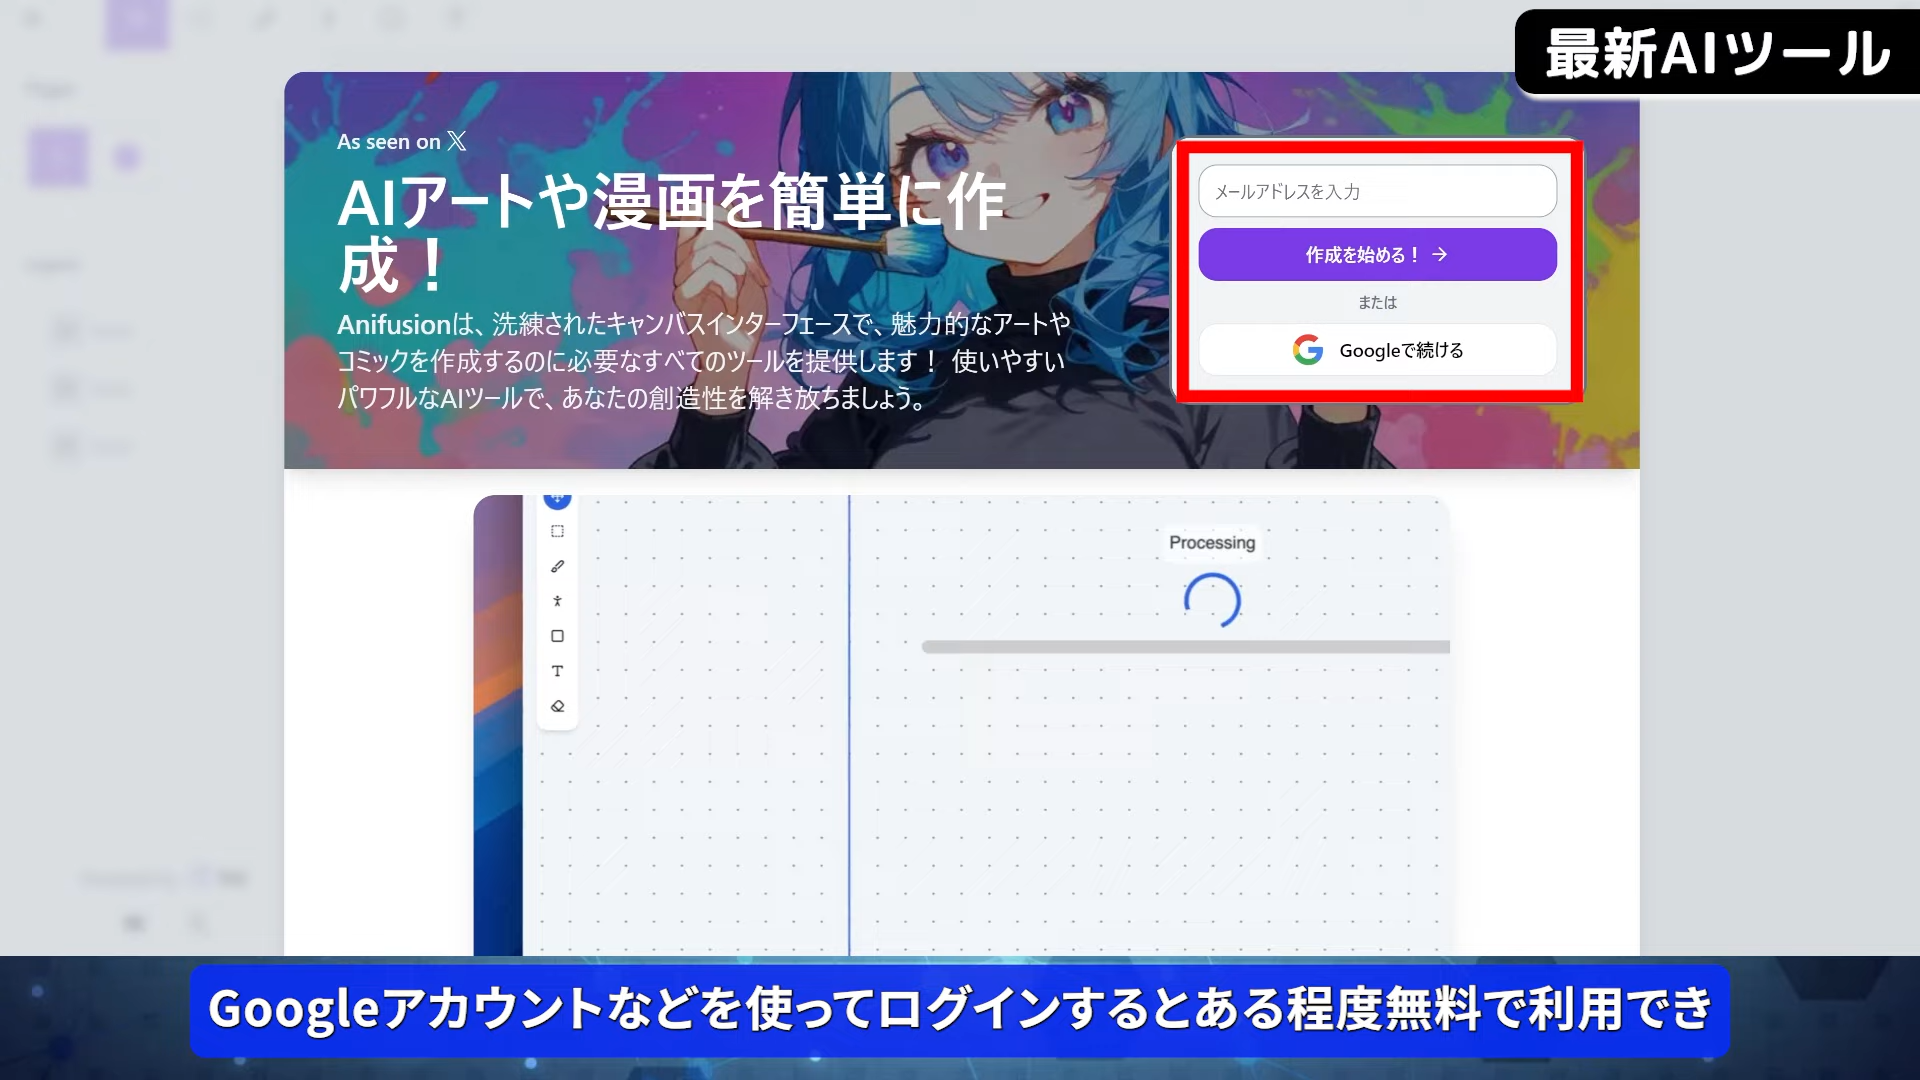 最新AIツール
As seen on X
AIアートや漫画を簡単に作
成！
Anifusionは、洗練されたキャンバスインターフェースで、魅力的なアートや
コミックを作成するのに必要なすべてのツールを提供します！ 使いやすい
パワフルなAIツールで、あなたの創造性を解き放ちましょう。
メールアドレスを入力
作成を始める！ →
または
Googleで続ける
Processing
Googleアカウントなどを使ってログインするとある程度無料で利用でき